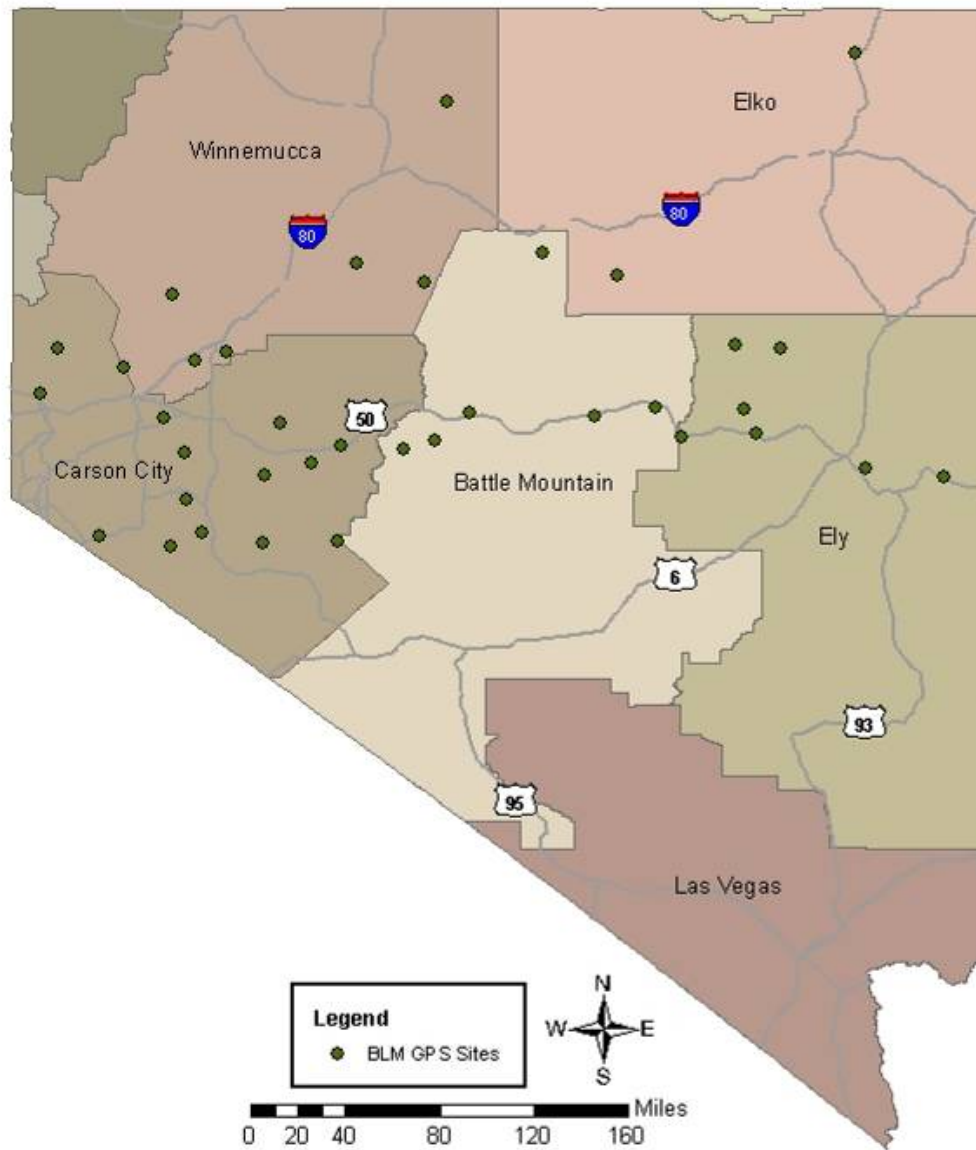 Elko
Winnemucca
80
80
50
Carson City
Battle Mountain
Ely
6
93
95
Las Vegas
Legend
BLM GPS Sites
N
W E
S
Miles
0 20 40 80 120 160